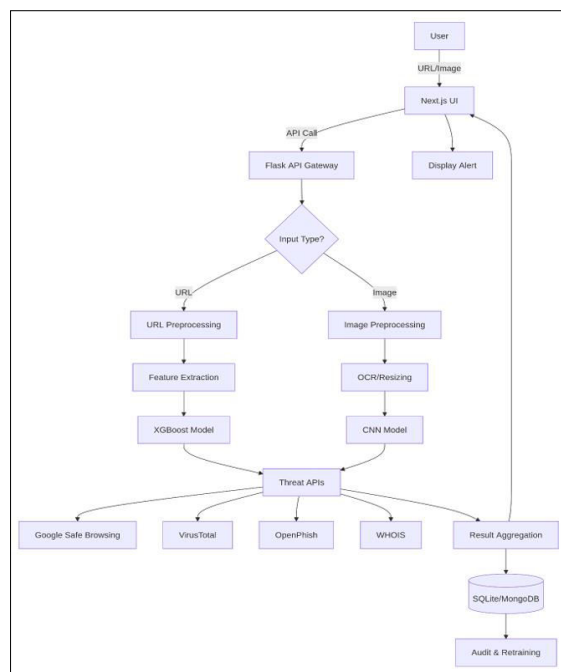 User
URL/Image
Next.js UI
API Call
Flask API Gateway
Display Alert
Input Type?
URL
Image
URL Preprocessing
Image Preprocessing
Feature Extraction
OCR/Resizing
XGBoost Model
CNN Model
Threat APIs
Google Safe Browsing
VirusTotal
OpenPhish
WHOIS
Result Aggregation
SQLite/MongoDB
Audit & Retraining